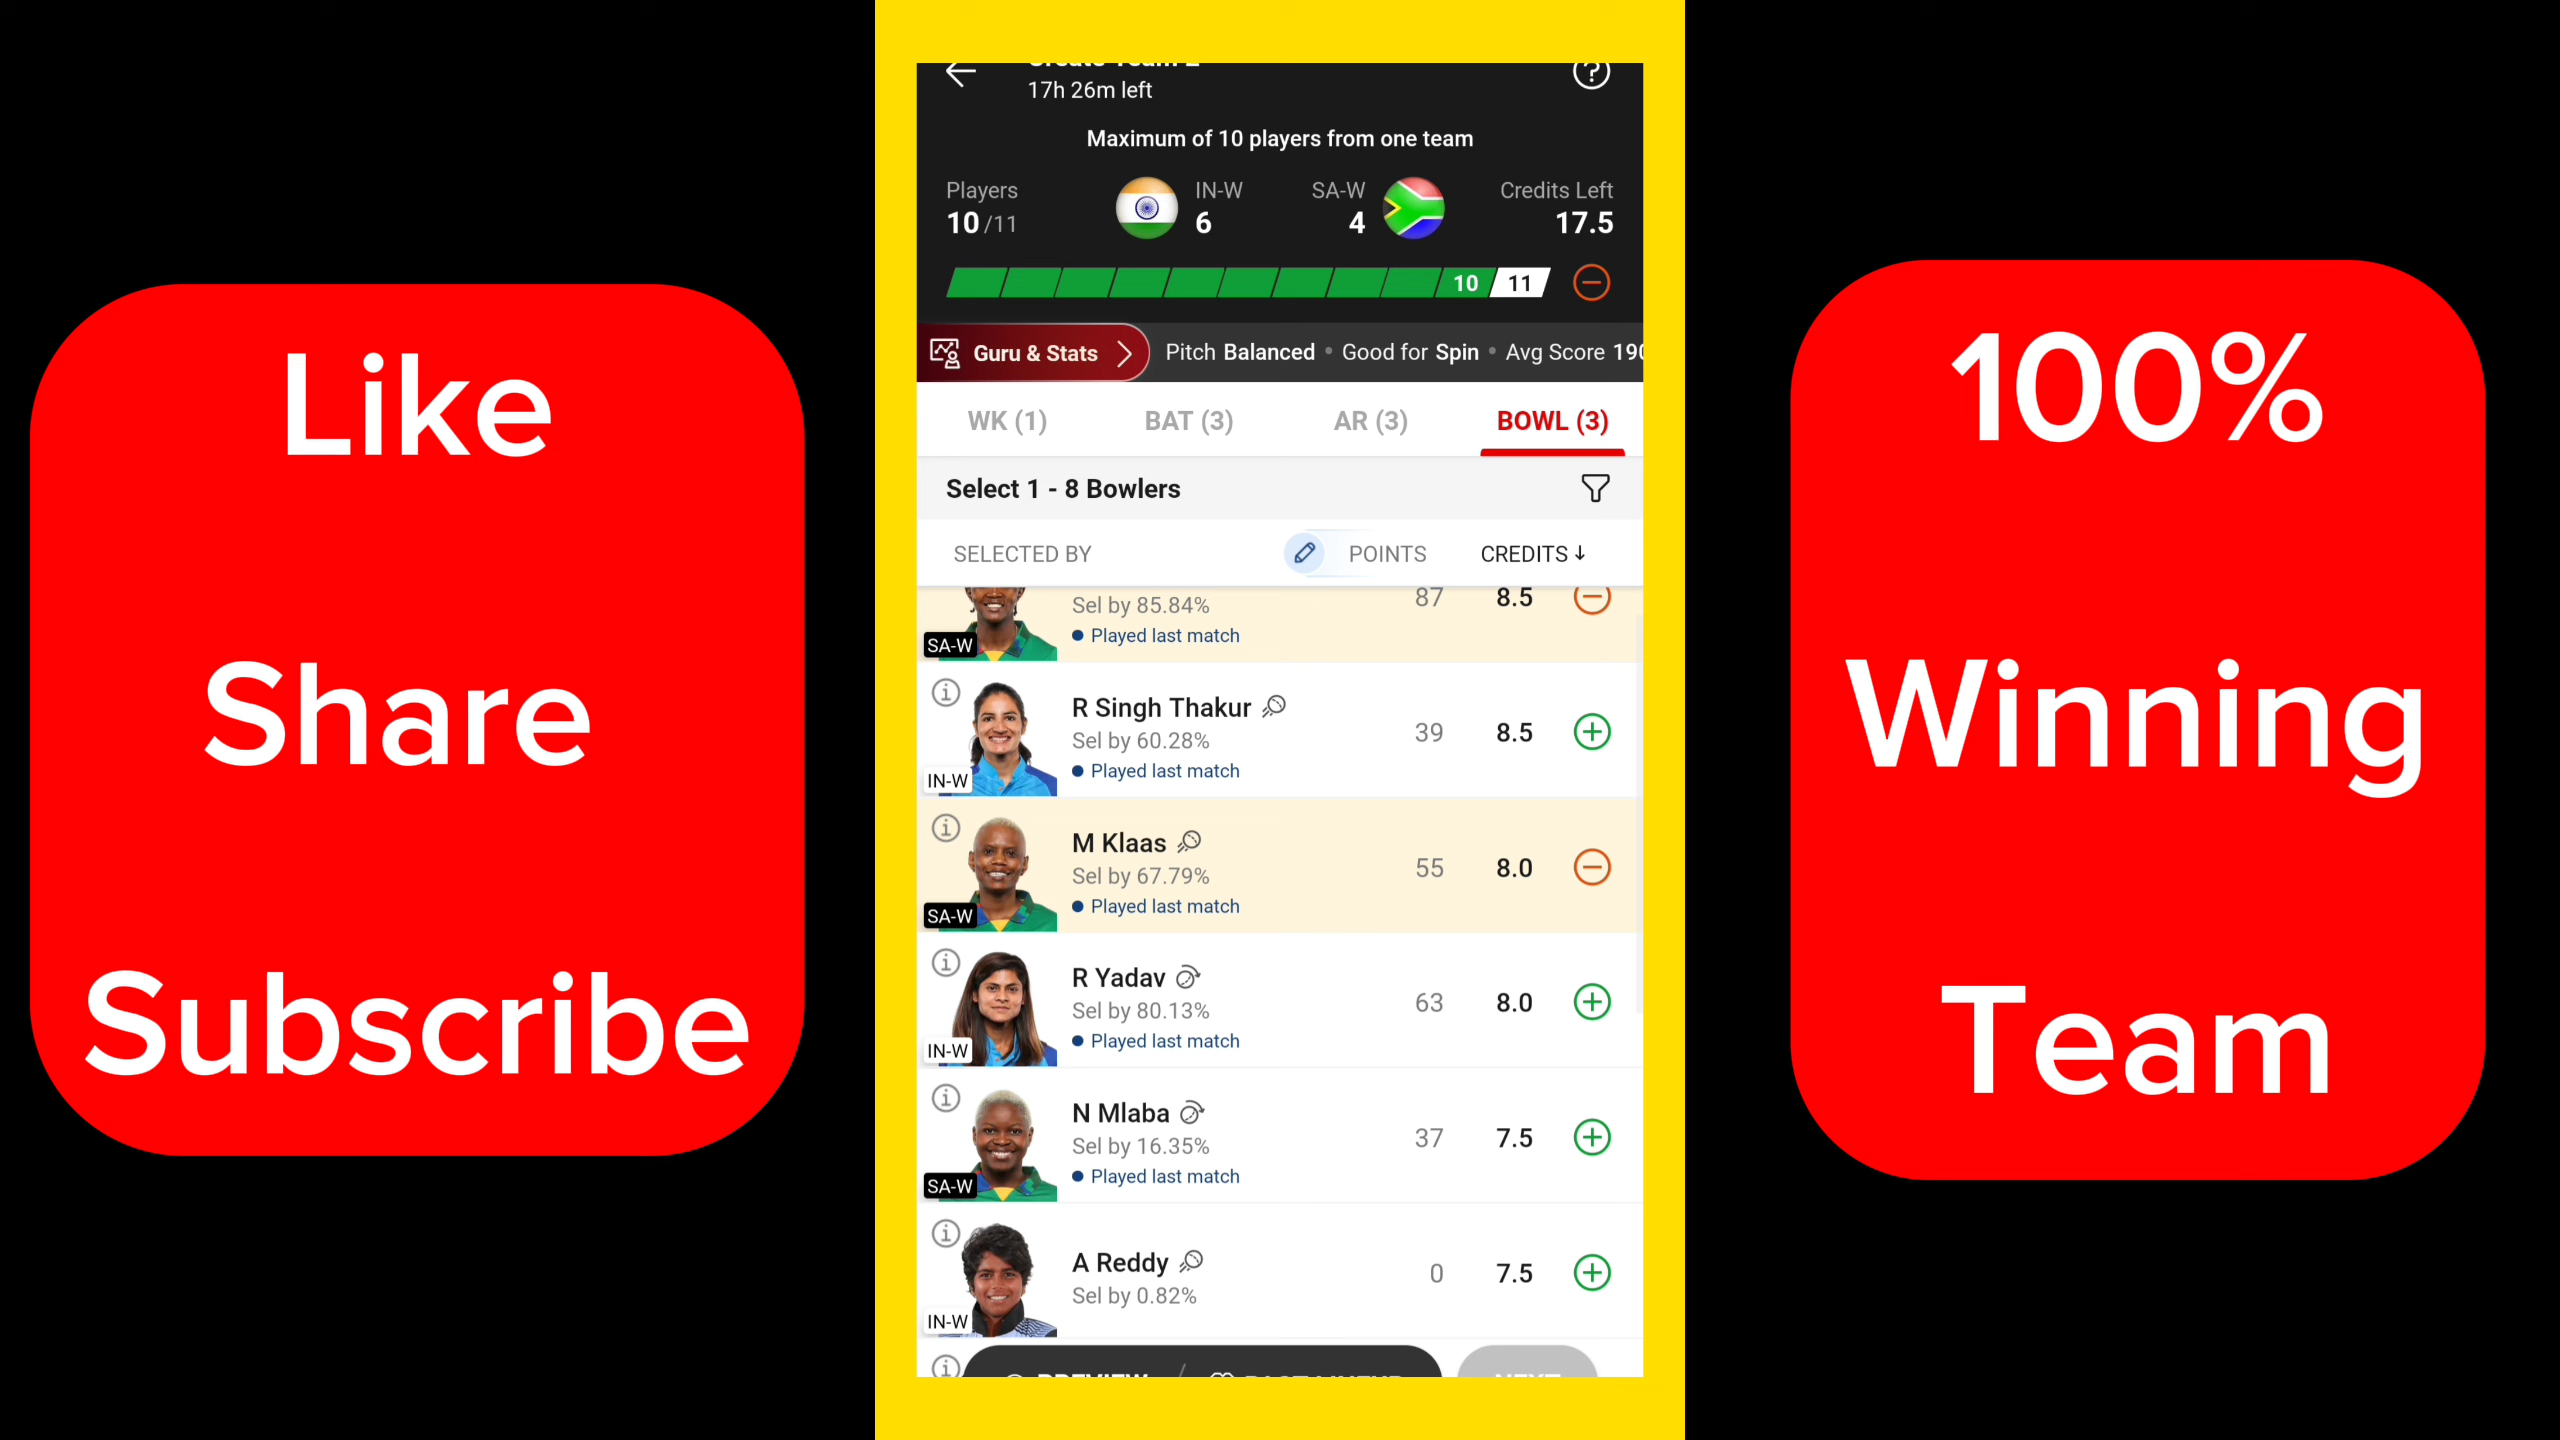 Like
Share
Subscribe
17h 26m left
Maximum of 10 players from one team
Players
10/11
IN-W
6
SA-W
4
Credits Left
17.5
10 11
Guru & Stats
Pitch Balanced • Good for Spin • Avg Score 190
WK (1) BAT (3) AR (3) BOWL (3)
Select 1 - 8 Bowlers
SELECTED BY POINTS CREDITS↓
Sel by 85.84% 87 8.5
Played last match
SA-W
R Singh Thakur
Sel by 60.28% 39 8.5
Played last match
IN-W
M Klaas
Sel by 67.79% 55 8.0
Played last match
SA-W
R Yadav
Sel by 80.13% 63 8.0
Played last match
IN-W
N Mlaba
Sel by 16.35% 37 7.5
Played last match
SA-W
A Reddy
Sel by 0.82% 0 7.5
IN-W
100%
Winning
Team